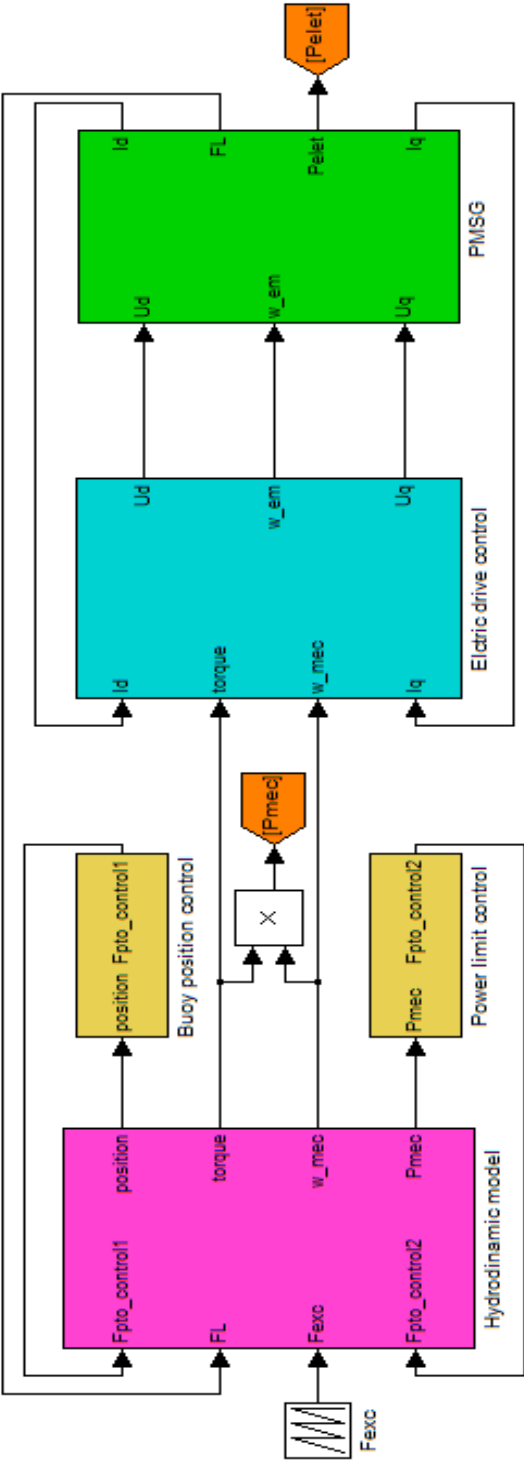 Fexc
Fpto_control1
FL
Fexc
Fpto_control2
position
torque
w_mec
Pmec
Hydrodinamic model
position Fpto_control1
Buoy position control
Pmec Fpto_control2
Power limit control
×
[Pmec]
Id
torque
w_mec
Iq
Ud
w_em
Uq
Elctric drive control
Ud
w_em
Uq
Id
FL
Pelet
Iq
PMSG
[Pelet]